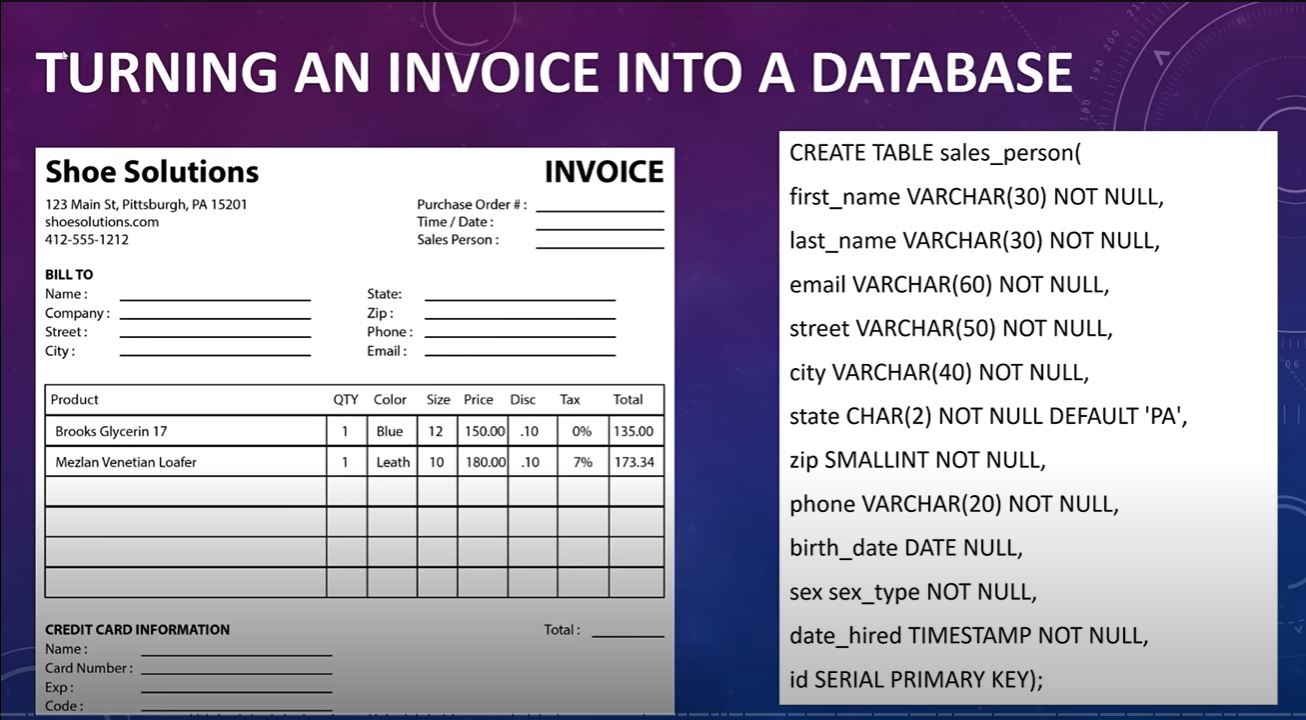 TURNING AN INVOICE INTO A DATABASE
Shoe Solutions
INVOICE
123 Main St, Pittsburgh, PA 15201
shoesolutions.com
412-555-1212
Purchase Order # :
Time / Date :
Sales Person :
BILL TO
Name :
Company :
Street :
City :
State:
Zip :
Phone :
Email :
Product QTY Color Size Price Disc Tax Total
Brooks Glycerin 17 1 Blue 12 150.00 .10 0% 135.00
Mezlan Venetian Loafer 1 Leath 10 180.00 .10 7% 173.34
CREDIT CARD INFORMATION
Total :
Name :
Card Number :
Exp :
Code :
CREATE TABLE sales_person(
first_name VARCHAR(30) NOT NULL,
last_name VARCHAR(30) NOT NULL,
email VARCHAR(60) NOT NULL,
street VARCHAR(50) NOT NULL,
city VARCHAR(40) NOT NULL,
state CHAR(2) NOT NULL DEFAULT 'PA',
zip SMALLINT NOT NULL,
phone VARCHAR(20) NOT NULL,
birth_date DATE NULL,
sex sex_type NOT NULL,
date_hired TIMESTAMP NOT NULL,
id SERIAL PRIMARY KEY);
180
190
200